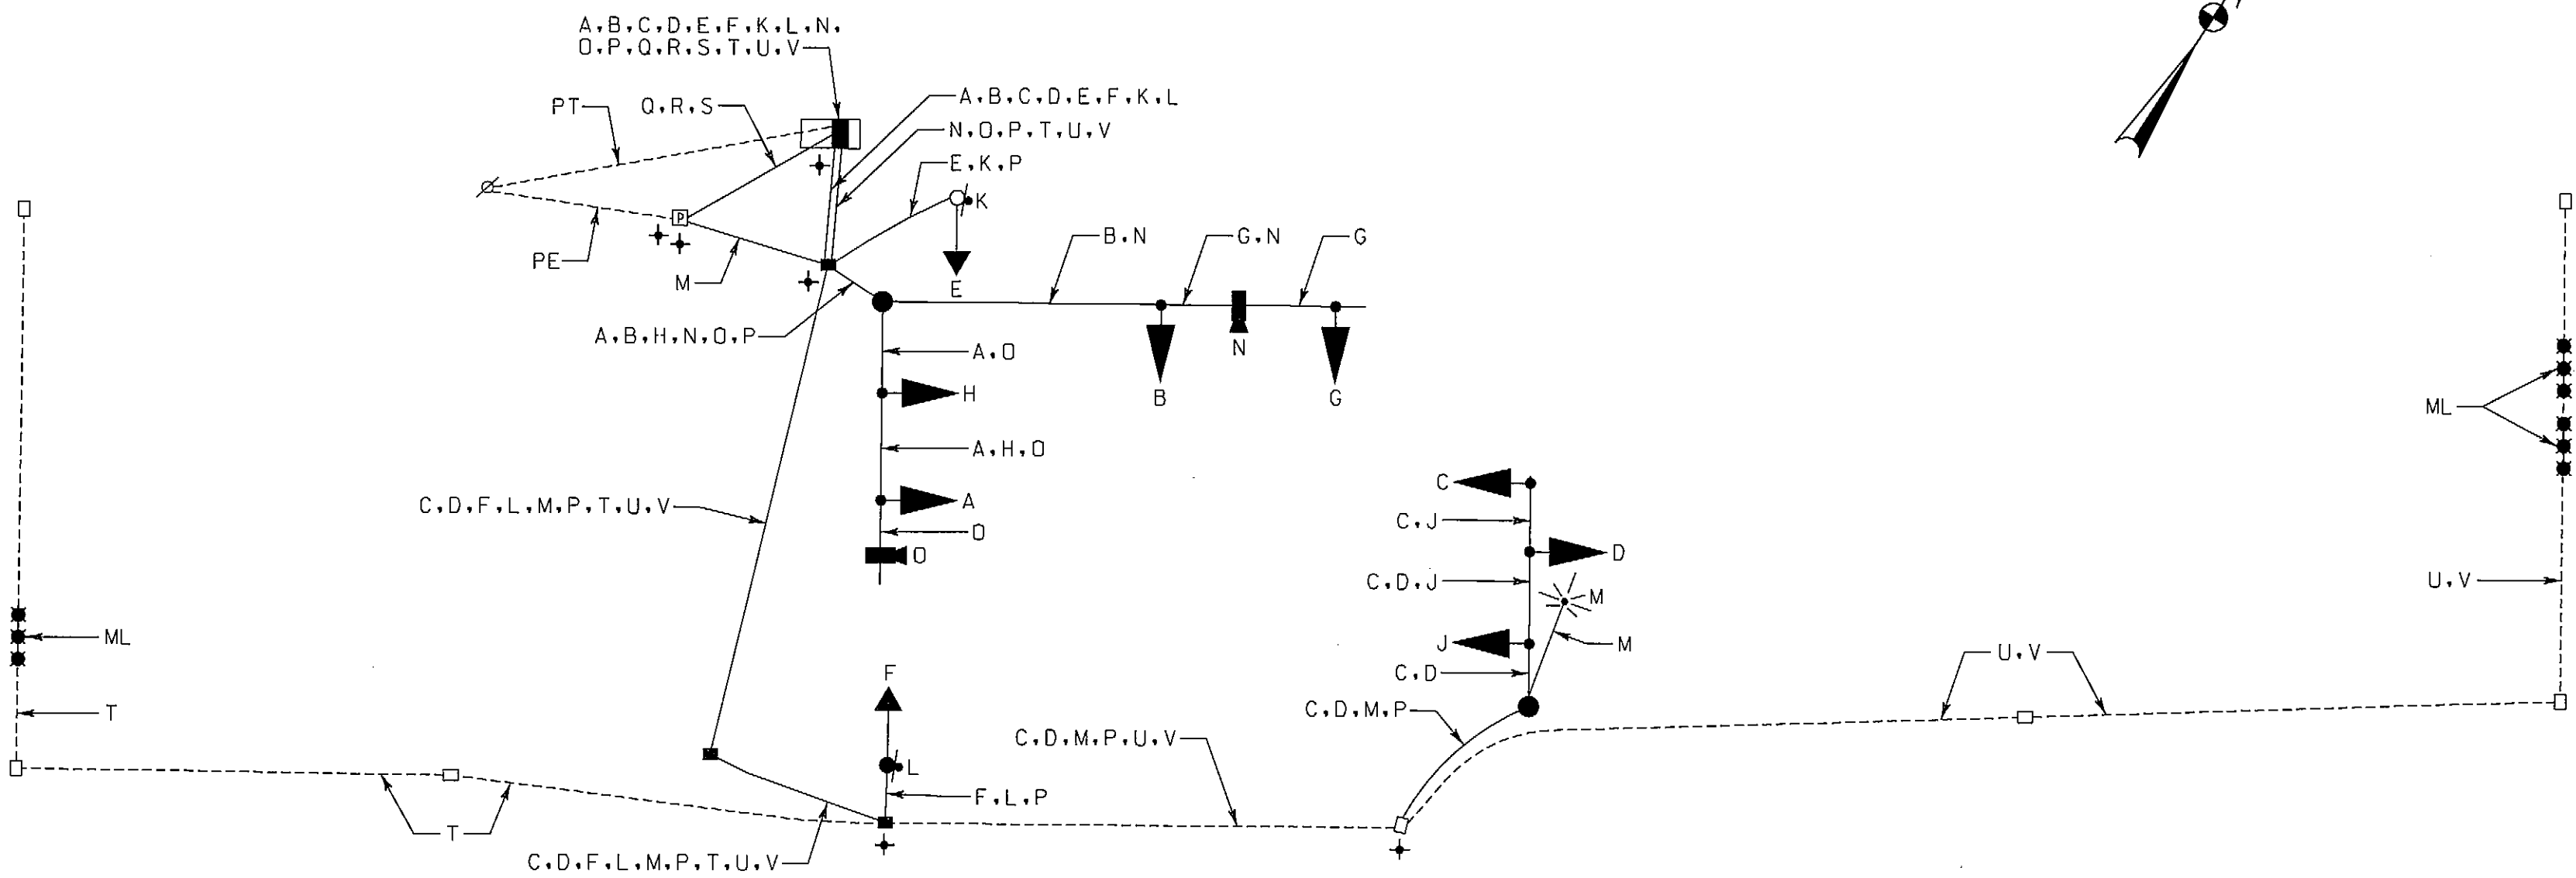 A,B,C,D,E,F,K,L,N,
O,P,Q,R,S,T,U,V
PT
Q,R,S
A,B,C,D,E,F,K,L
N,O,P,T,U,V
E,K,P
P
K
PE
M
E
B,N
G,N
G
A,B,H,N,O,P
A,O
N
B
G
H
ML
A,H,O
C
A
C,D,F,L,M,P,T,U,V
C,J
O
O
D
C,D,J
U,V
M
ML
J
M
U,V
F
C,D
T
C,D,M,P
C,D,M,P,U,V
L
F,L,P
T
C,D,F,L,M,P,T,U,V